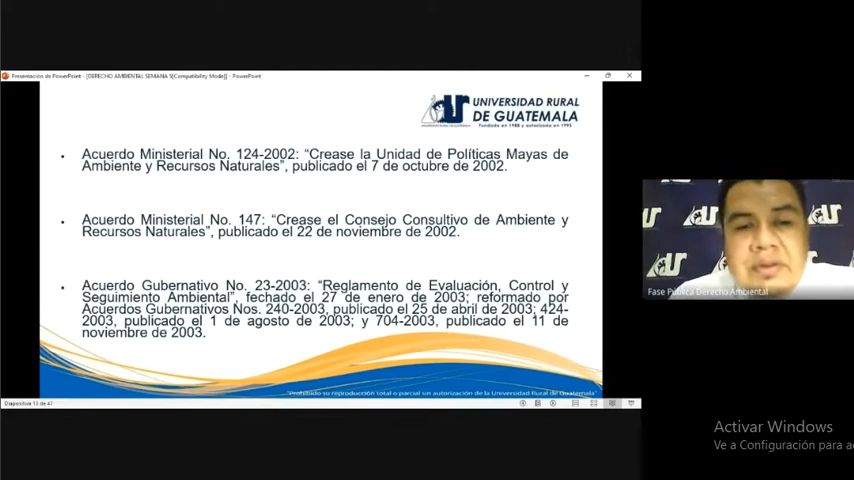 Presentación de PowerPoint - [DERECHO AMBIENTAL SEMANA 5[Compatibility Mode]] - PowerPoint
UNIVERSIDAD RURAL
DE GUATEMALA
Fundada en 1988 y autorizada en 1995
• Acuerdo Ministerial No. 124-2002: “Crease la Unidad de Políticas Mayas de
Ambiente y Recursos Naturales”, publicado el 7 de octubre de 2002.
• Acuerdo Ministerial No. 147: “Crease el Consejo Consultivo de Ambiente y
Recursos Naturales”, publicado el 22 de noviembre de 2002.
• Acuerdo Gubernativo No. 23-2003: “Reglamento de Evaluación, Control y
Seguimiento Ambiental”, fechado el 27 de enero de 2003; reformado por
Acuerdos Gubernativos Nos. 240-2003, publicado el 25 de abril de 2003; 424-
2003, publicado el 1 de agosto de 2003; y 704-2003, publicado el 11 de
noviembre de 2003.
"Prohibido su reproducción total o parcial sin autorización de la Universidad Rural de Guatemala"
Diapositiva 13 de 47
Fase Pública Derecho Ambiental
Activar Windows
Ve a Configuración para a